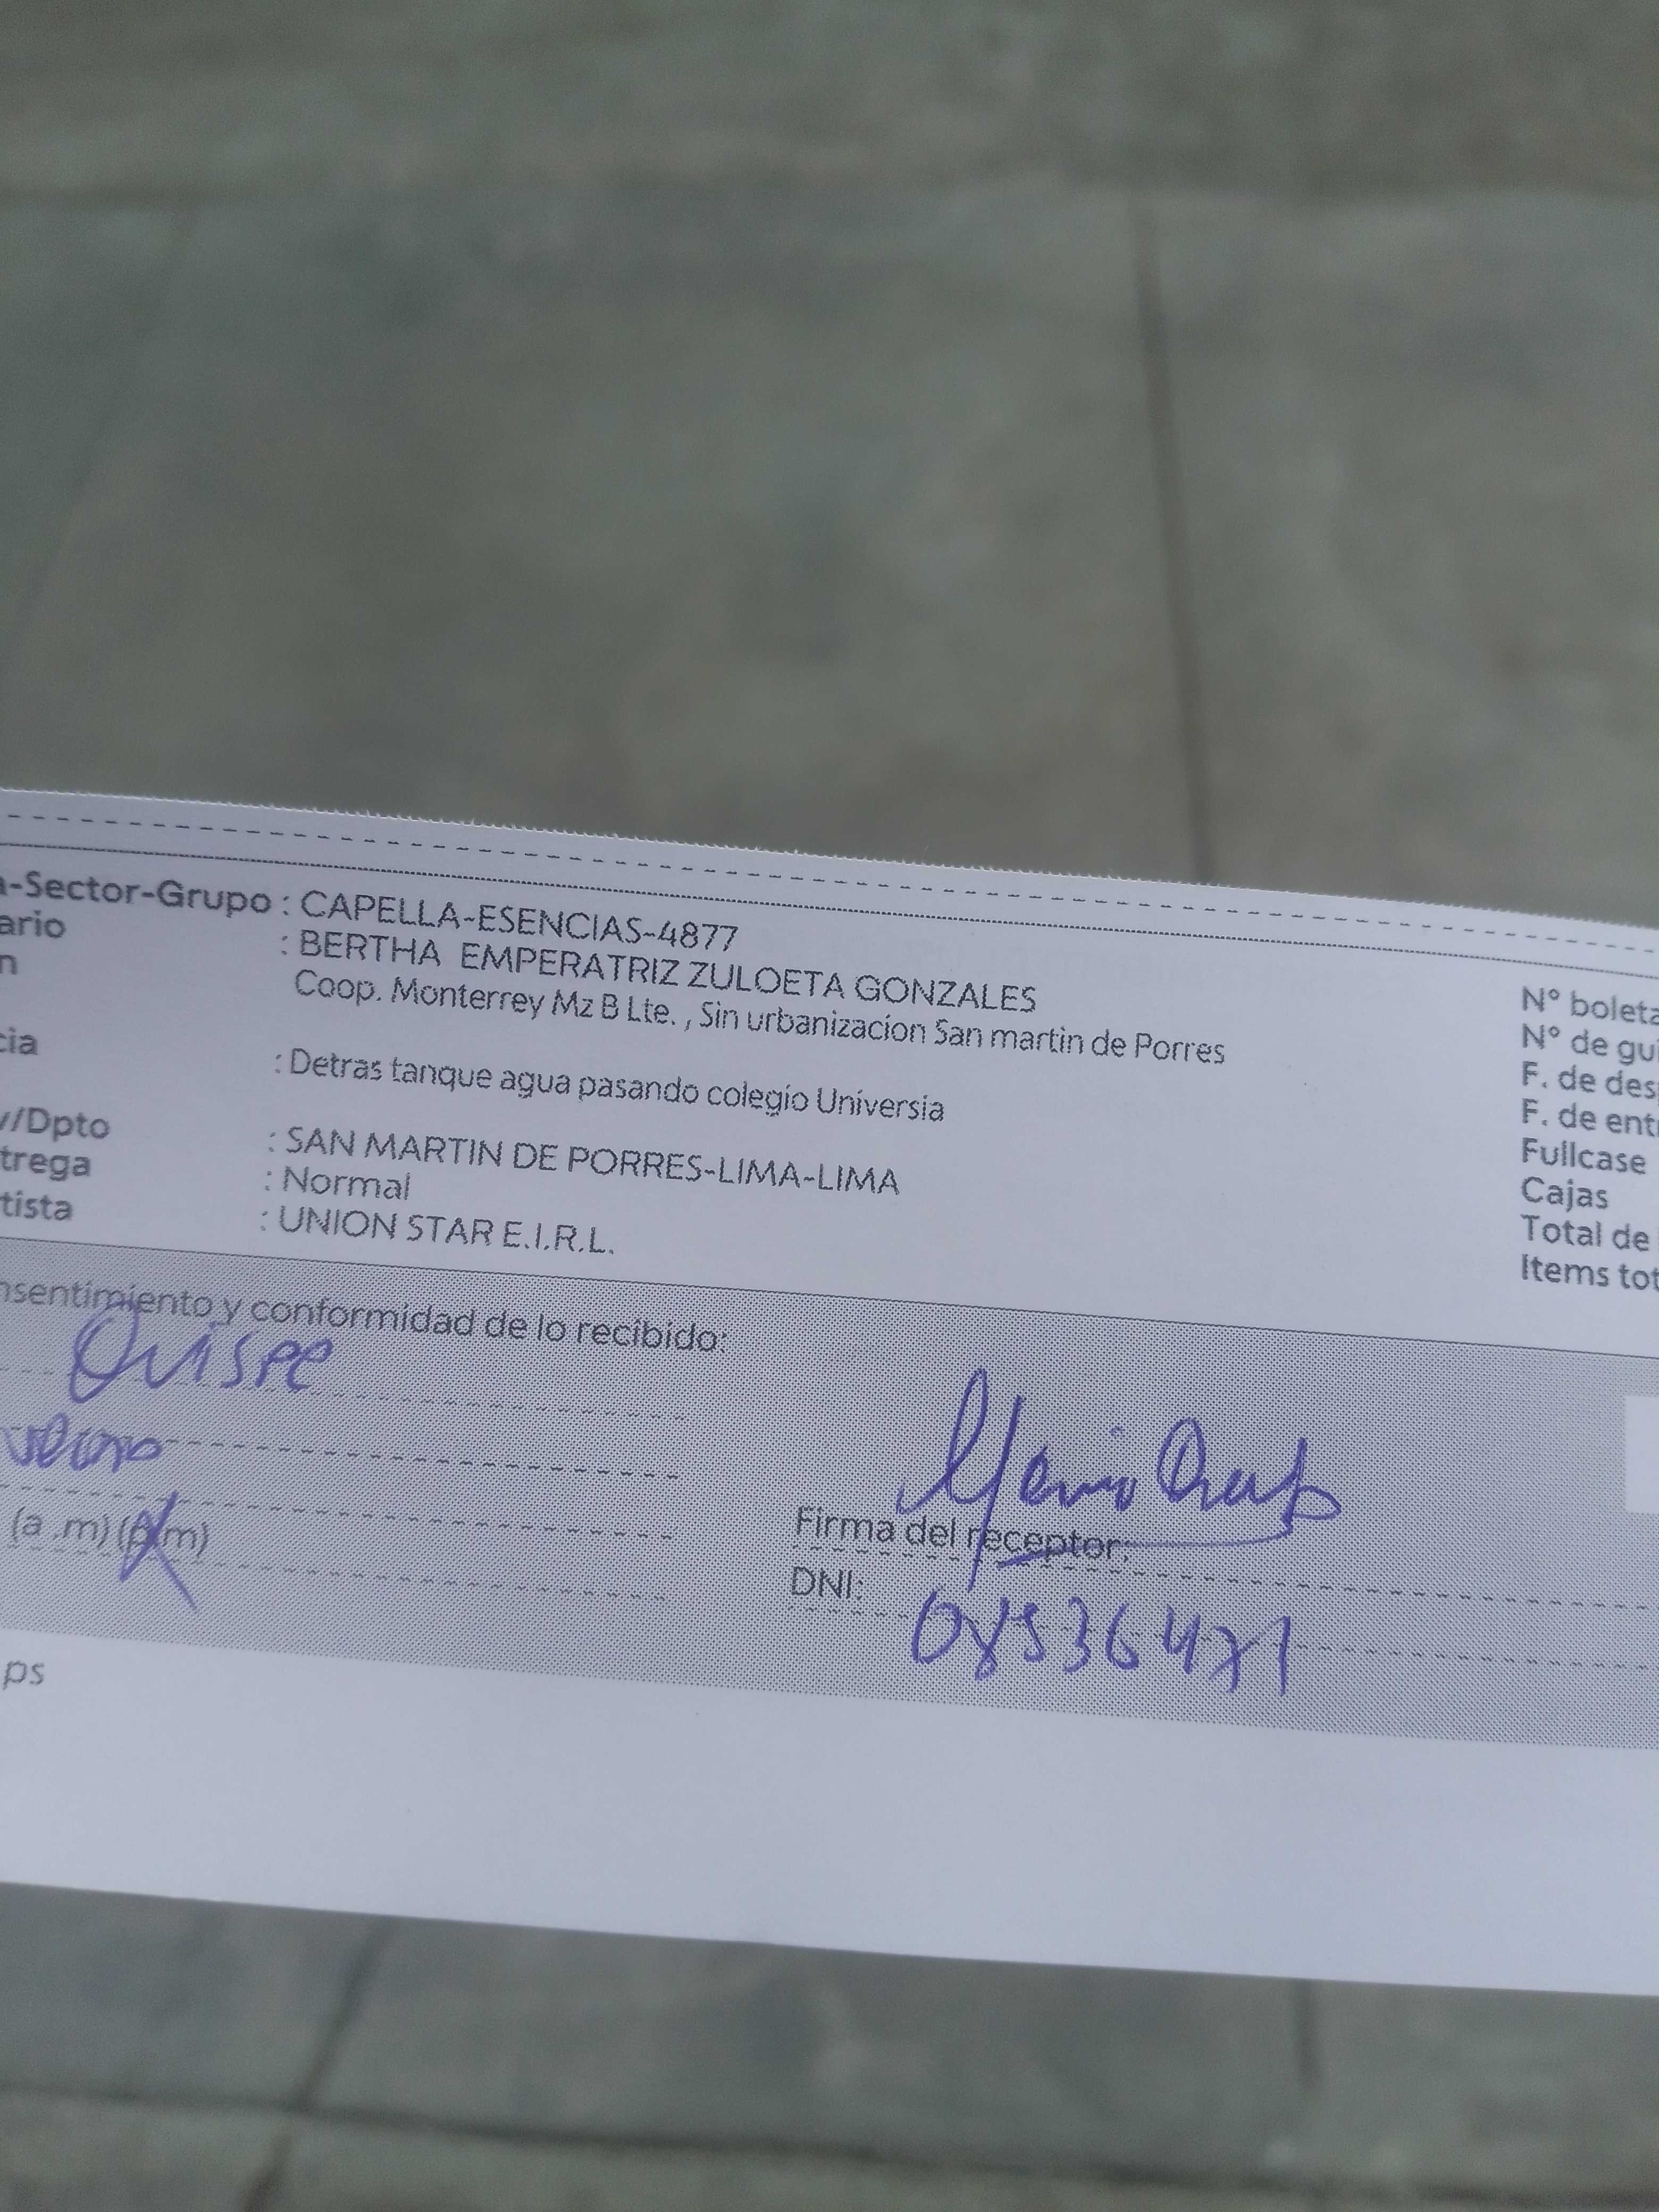 a-Sector-Grupo : CAPELLA-ESENCIAS-4877
ario : BERTHA EMPERATRIZ ZULOETA GONZALES
n Coop. Monterrey Mz B Lte. , Sin urbanizacion San martin de Porres
cia : Detras tanque agua pasando colegio Universia
v/Dpto : SAN MARTIN DE PORRES-LIMA-LIMA
trega : Normal
tista : UNION STAR E.I.R.L.
N° boleta
N° de gui
F. de des
F. de ent
Fullcase
Cajas
Total de
Items tot
nsentimiento y conformidad de lo recibido:
Quispe
(a .m) (p.m)
Firma del receptor:
DNI: 08536471
ps